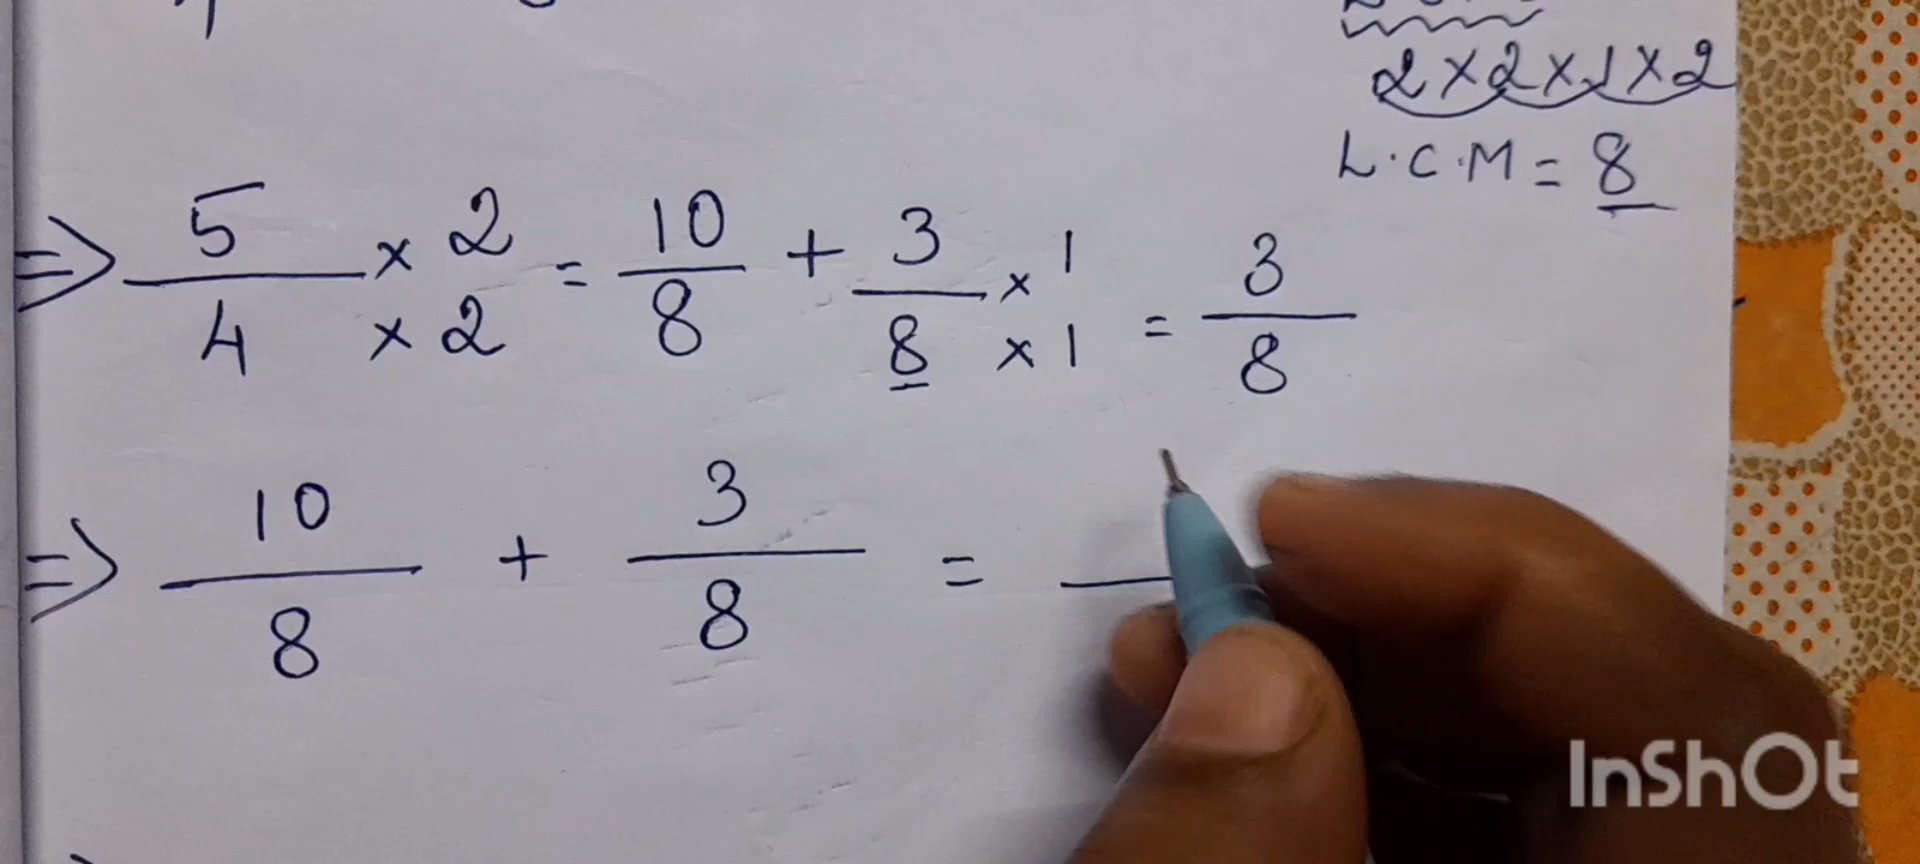 2×2×1×2
L.C.M = 8
⇒ 5/4 × 2/× 2 = 10/8 + 3/8 × 1/× 1 = 3/8
⇒ 10/8 + 3/8 =
InShOt